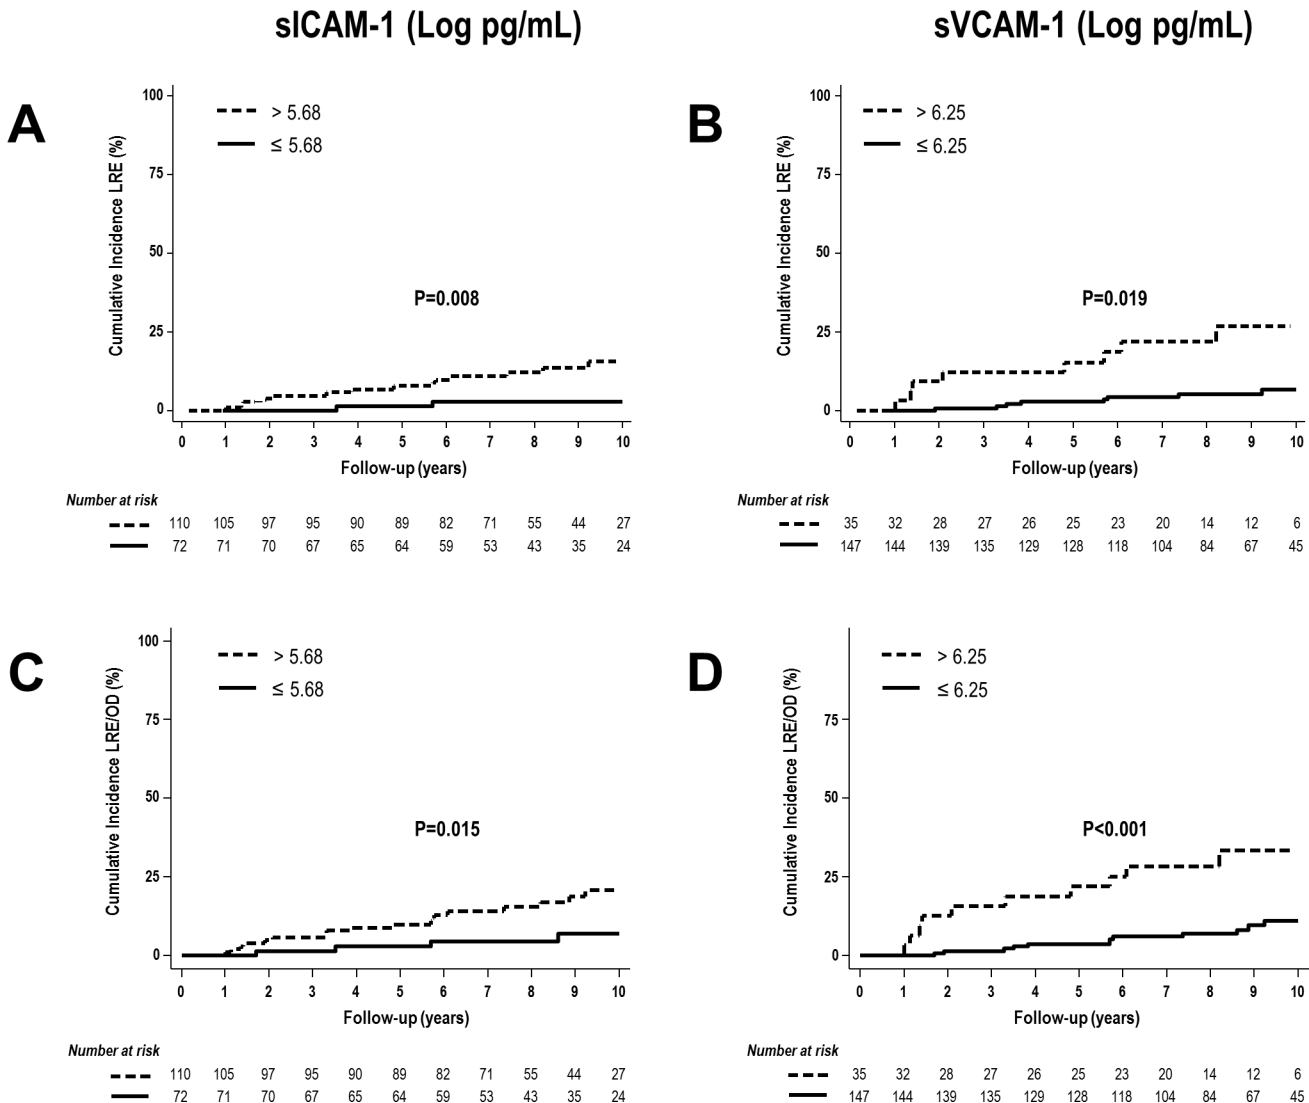 sICAM-1 (Log pg/mL)
sVCAM-1 (Log pg/mL)
A
> 5.68
≤ 5.68
100
75
50
25
0
Cumulative Incidence LRE (%)
P=0.008
0 1 2 3 4 5 6 7 8 9 10
Follow-up (years)
Number at risk
110 105 97 95 90 89 82 71 55 44 27
72 71 70 67 65 64 59 53 43 35 24
B
> 6.25
≤ 6.25
100
75
50
25
0
Cumulative Incidence LRE (%)
P=0.019
0 1 2 3 4 5 6 7 8 9 10
Follow-up (years)
Number at risk
35 32 28 27 26 25 23 20 14 12 6
147 144 139 135 129 128 118 104 84 67 45
C
> 5.68
≤ 5.68
100
75
50
25
0
Cumulative Incidence LRE/OD (%)
P=0.015
0 1 2 3 4 5 6 7 8 9 10
Follow-up (years)
Number at risk
110 105 97 95 90 89 82 71 55 44 27
72 71 70 67 65 64 59 53 43 35 24
D
> 6.25
≤ 6.25
75
50
25
0
Cumulative Incidence LRE/OD (%)
P<0.001
0 1 2 3 4 5 6 7 8 9 10
Follow-up (years)
Number at risk
35 32 28 27 26 25 23 20 14 12 6
147 144 139 135 129 128 118 104 84 67 45